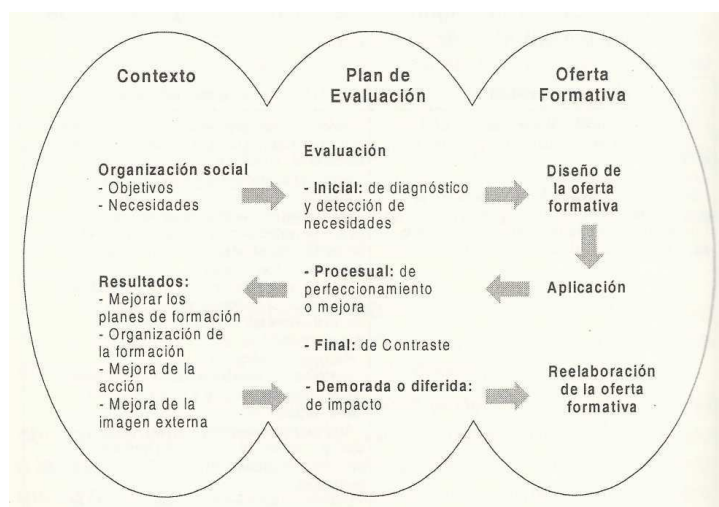 Contexto
Organización social
- Objetivos
- Necesidades
Resultados:
- Mejorar los
planes de formación
- Organización de
la formación
- Mejora de la
acción
- Mejora de la
imagen externa
Plan de
Evaluación
Evaluación
- Inicial: de diagnóstico
y detección de
necesidades
- Procesual: de
perfeccionamiento
o mejora
- Final: de Contraste
- Demorada o diferida:
de impacto
Oferta
Formativa
Diseño de
la oferta
formativa
Aplicación
Reelaboración
de la oferta
formativa